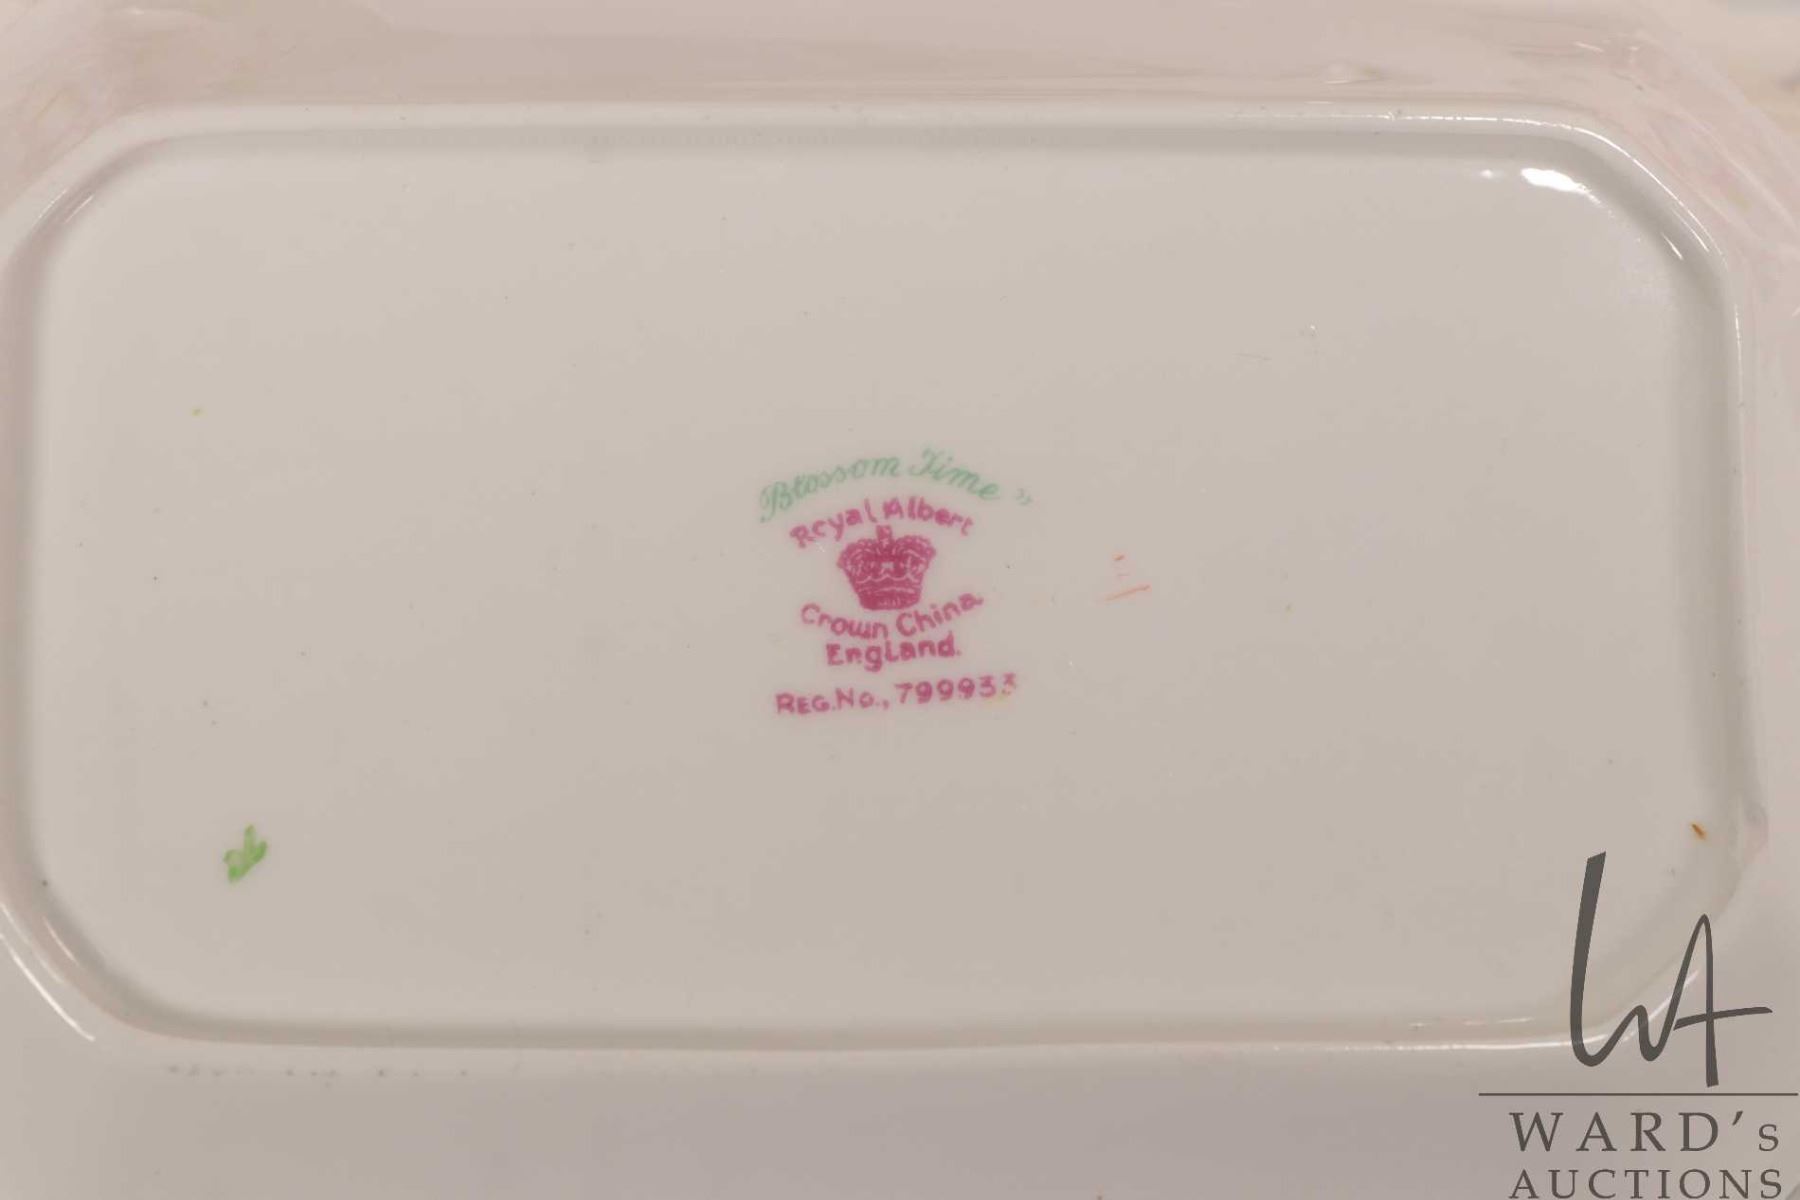 Blossom Time"
Royal Albert
Crown China
England.
REG.No., 799933
WARD's
AUCTIONS